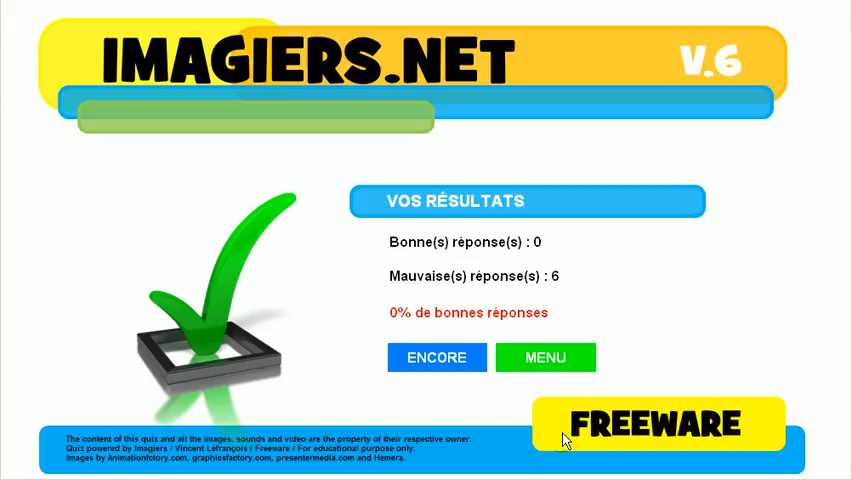 IMAGIERS.NET
V.6
VOS RÉSULTATS
Bonne(s) réponse(s) : 0
Mauvaise(s) réponse(s) : 6
0% de bonnes réponses
ENCORE
MENU
FREEWARE
The content of this quiz and all the images, sounds and video are the property of their respective owner.
Quiz powered by Imagiers / Vincent Lefrançois / Freeware / For educational purpose only.
Images by Animationfctory.com, graphicsfactory.com, presentermedia.com and Hemera.